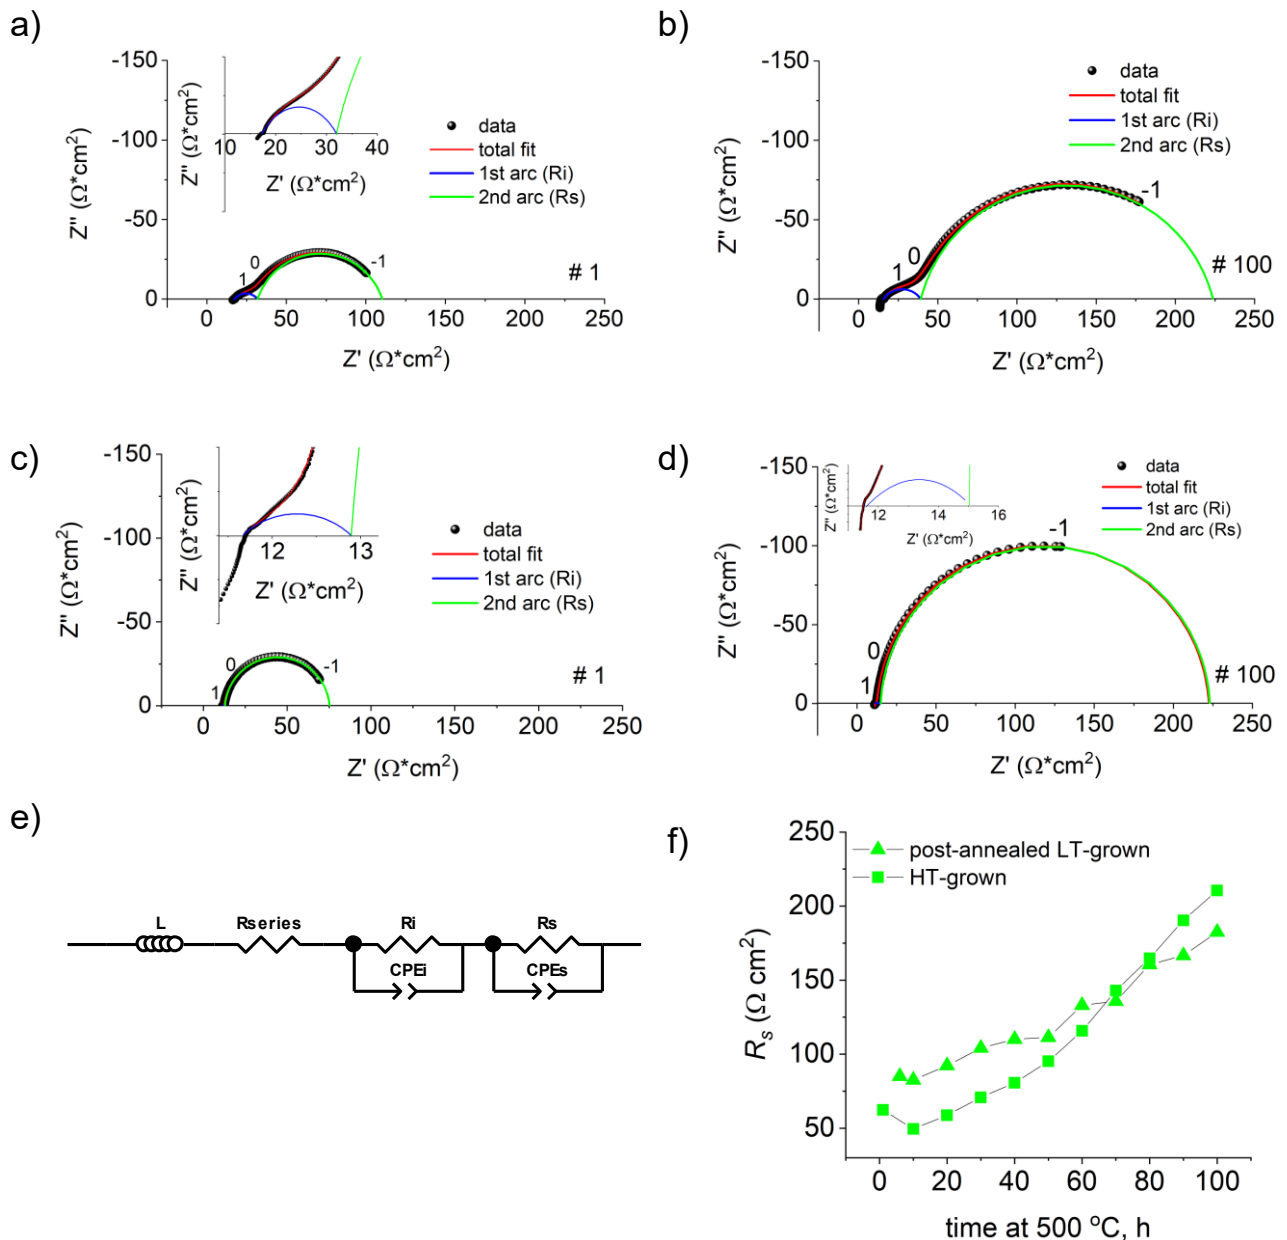 a)
-150
-100
-50
0
Z'' (Ω*cm²)
Z'' (Ω*cm²)
10 20 30 40
Z' (Ω*cm²)
data
total fit
1st arc (Ri)
2nd arc (Rs)
1
0
-1
# 1
0 50 100 150 200 250
Z' (Ω*cm²)
b)
-150
-100
-50
0
Z'' (Ω*cm²)
data
total fit
1st arc (Ri)
2nd arc (Rs)
1
0
-1
# 100
0 50 100 150 200 250
Z' (Ω*cm²)
c)
-150
-100
-50
0
Z'' (Ω*cm²)
Z'' (Ω*cm²)
12 13
Z' (Ω*cm²)
data
total fit
1st arc (Ri)
2nd arc (Rs)
1
0
-1
# 1
0 50 100 150 200 250
Z' (Ω*cm²)
d)
-150
-100
-50
0
Z'' (Ω*cm²)
Z'' (Ω*cm²)
12 14 16
Z' (Ω*cm²)
data
total fit
1st arc (Ri)
2nd arc (Rs)
1
0
-1
# 100
0 50 100 150 200 250
Z' (Ω*cm²)
e)
L Rseries Ri Rs
CPEi CPEs
f)
250
200
150
100
50
Rₛ (Ω cm²)
post-annealed LT-grown
HT-grown
0 20 40 60 80 100
time at 500 °C, h